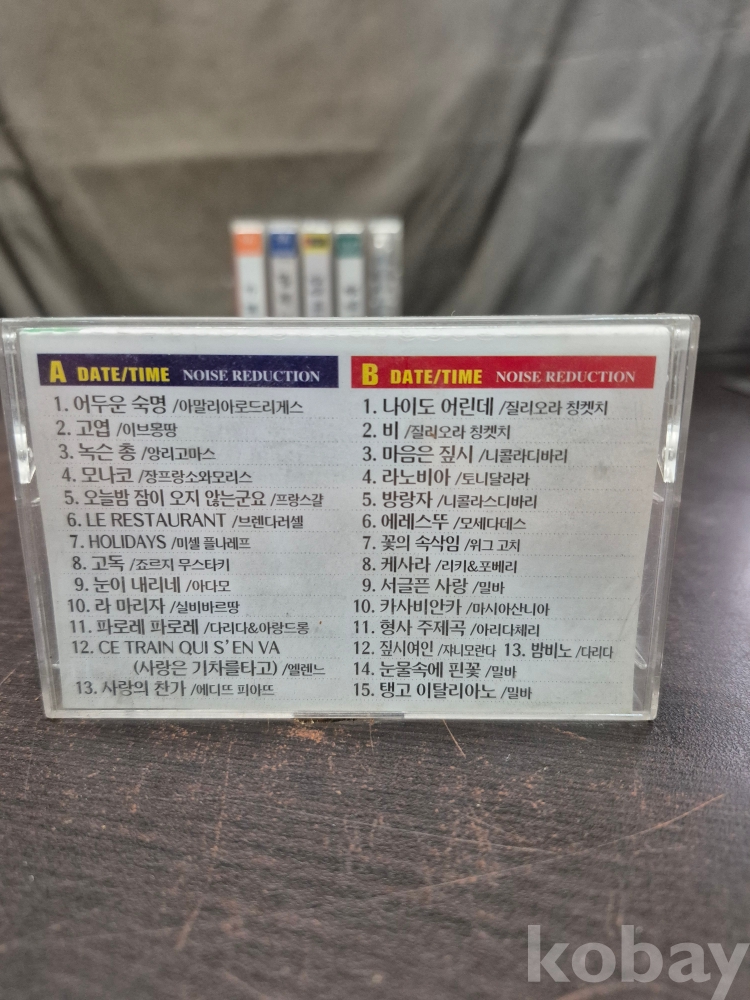 A DATE/TIME NOISE REDUCTION
1. 어두운 숙명 /아말리아로드리게스
2. 고엽 /이브몽땅
3. 녹슨 총 /앙리고마스
4. 모나코 /장프랑소와모리스
5. 오늘밤 잠이 오지 않는군요 /프랑스걀
6. LE RESTAURANT /브렌다러셀
7. HOLIDAYS /미셀 플나레프
8. 고독 /죠르지 무스타키
9. 눈이 내리네 /아다모
10. 라 마리자 /실비바르땅
11. 파로레 파로레 /다리다&아랑드롱
12. CE TRAIN QUI S' EN VA
(사랑은 기차를타고) /엘렌느
13. 사랑의 찬가 /에디뜨 피아뜨
B DATE/TIME NOISE REDUCTION
1. 나이도 어린데 /질리오라 칭켓치
2. 비 /질리오라 칭켓치
3. 마음은 짚시 /니콜라디바리
4. 라노비아 /토니달라라
5. 방랑자 /니콜라스디바리
6. 에레스뚜 /모세다데스
7. 꽃의 속삭임 /위그 고치
8. 케사라 /리키&포베리
9. 서글픈 사랑 /밀바
10. 카사비안카 /마시아산니아
11. 형사 주제곡 /아리다체리
12. 짚시여인 /쟈니모란다 13. 밤비노 /다리다
14. 눈물속에 핀꽃 /밀바
15. 탱고 이탈리아노 /밀바
kobay